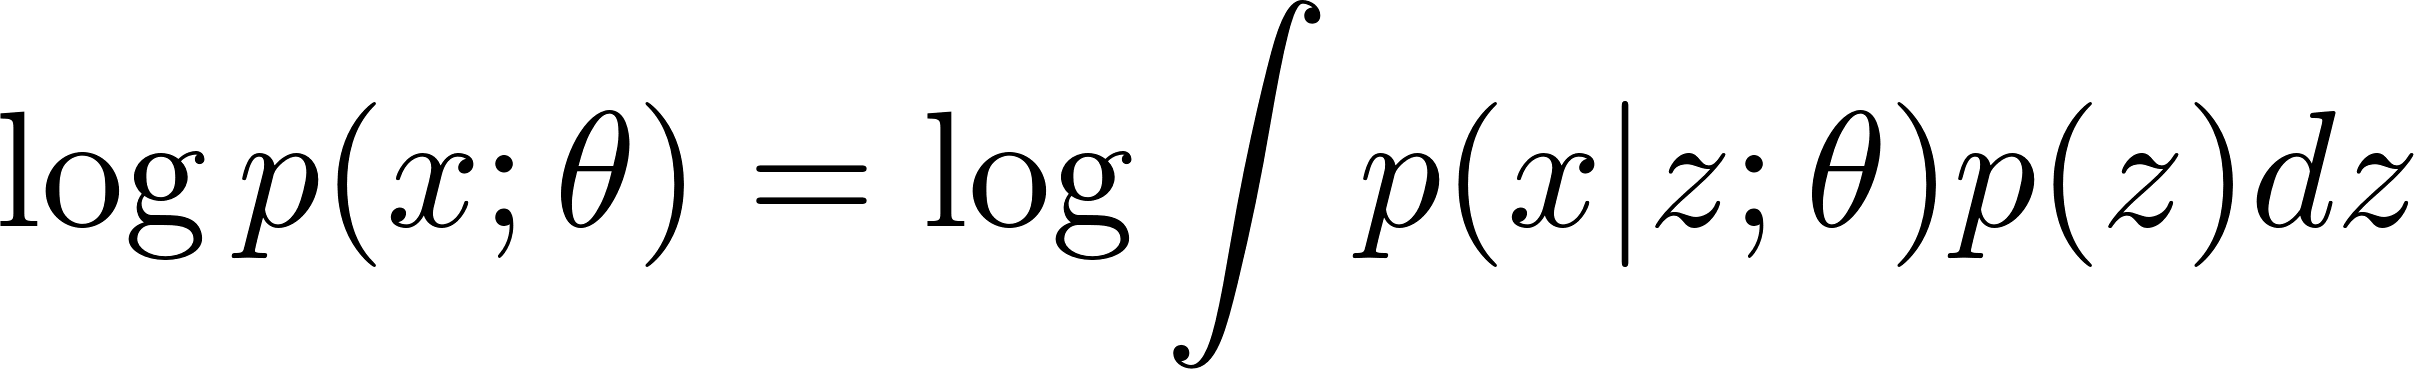 log p(x; θ) = log ∫ p(x|z; θ)p(z)dz